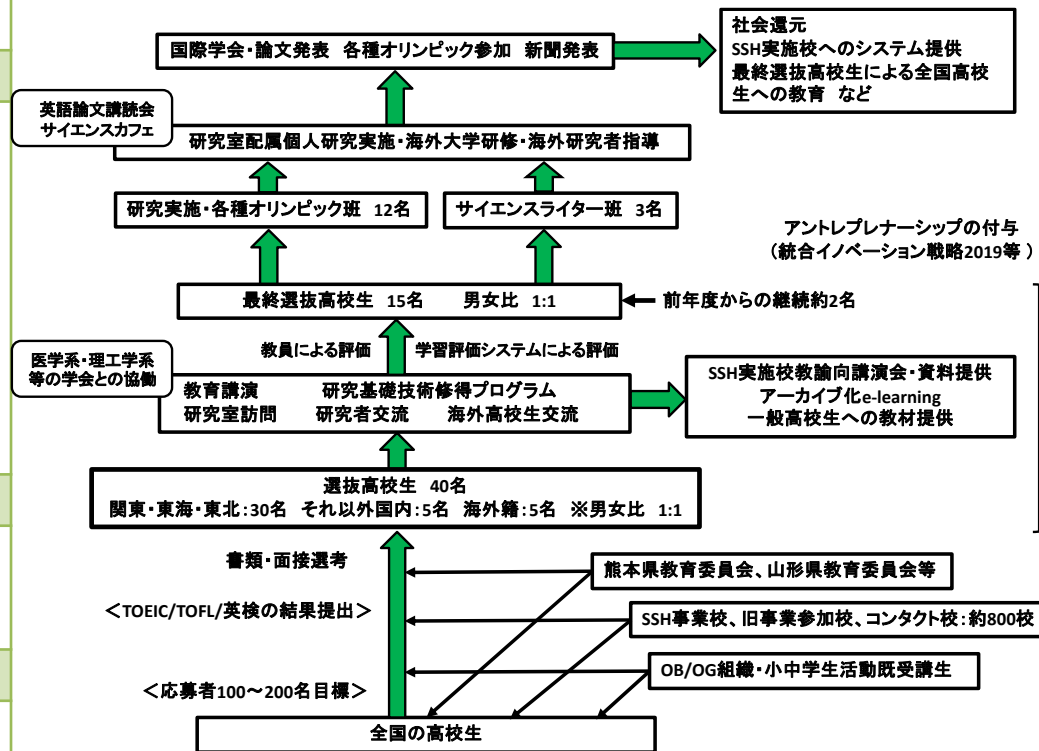 国際学会・論文発表 各種オリンピック参加 新聞発表
社会還元
SSH実施校へのシステム提供
最終選抜高校生による全国高校
生への教育 など
英語論文講読会
サイエンスカフェ
研究室配属個人研究実施・海外大学研修・海外研究者指導
研究実施・各種オリンピック班 12名
サイエンスライター班 3名
アントレプレナーシップの付与
（統合イノベーション戦略2019等 ）
最終選抜高校生 15名 男女比 1:1
前年度からの継続約2名
教員による評価
学習評価システムによる評価
医学系・理工学系
等の学会との協働
教育講演 研究基礎技術修得プログラム
研究室訪問 研究者交流 海外高校生交流
SSH実施校教諭向講演会・資料提供
アーカイブ化e-learning
一般高校生への教材提供
選抜高校生 40名
関東・東海・東北：30名 それ以外国内：5名 海外籍：5名 ※男女比 1:1
書類・面接選考
熊本県教育委員会、山形県教育委員会等
＜TOEIC/TOFL/英検の結果提出＞
SSH事業校、旧事業参加校、コンタクト校：約800校
OB/OG組織・小中学生活動既受講生
＜応募者100～200名目標＞
全国の高校生